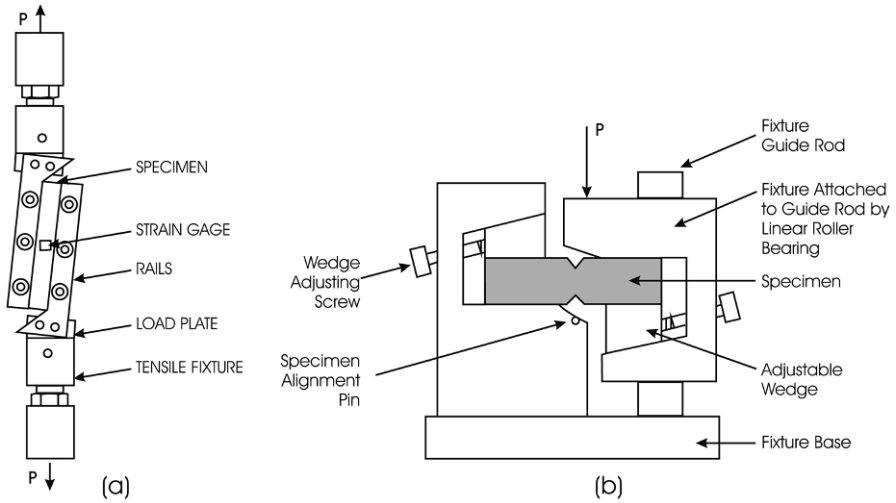 P
SPECIMEN
STRAIN GAGE
RAILS
LOAD PLATE
TENSILE FIXTURE
P
(a)
P
Fixture
Guide Rod
Fixture Attached
to Guide Rod by
Linear Roller
Bearing
Wedge
Adjusting
Screw
Specimen
Specimen
Alignment
Pin
Adjustable
Wedge
Fixture Base
(b)